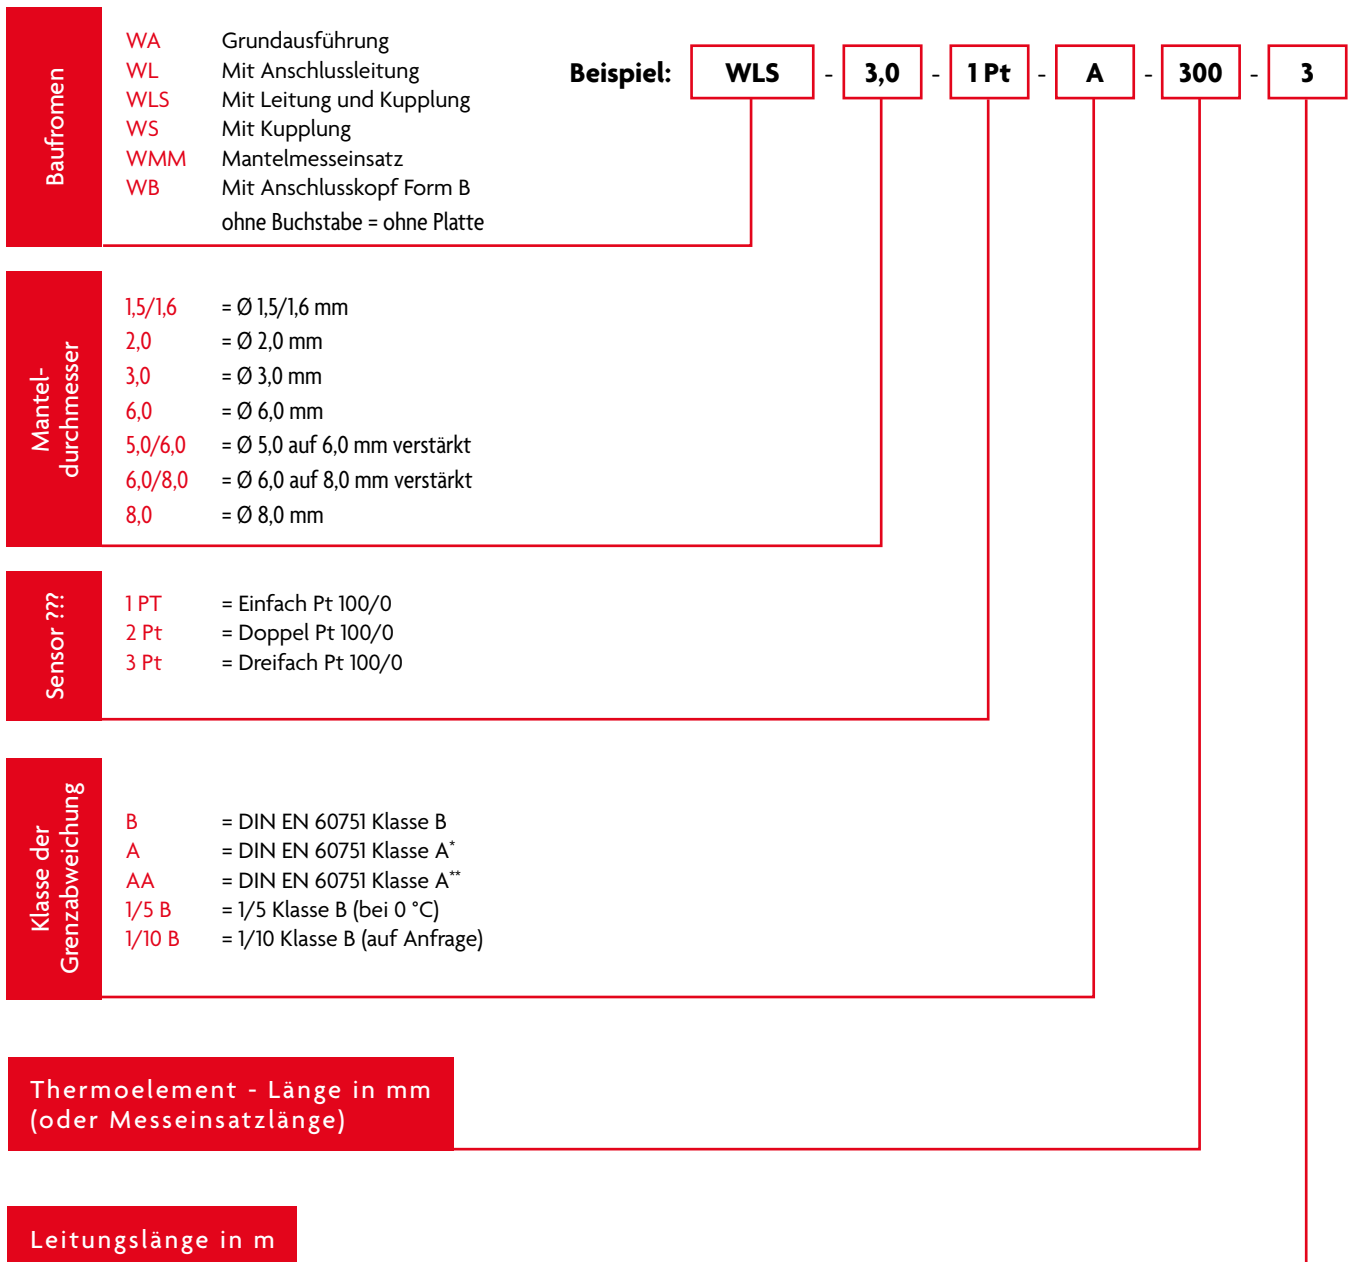 Baufromen
WA Grundausführung
WL Mit Anschlussleitung
WLS Mit Leitung und Kupplung
WS Mit Kupplung
WMM Mantelmesseinsatz
WB Mit Anschlusskopf Form B
ohne Buchstabe = ohne Platte
Beispiel: WLS - 3,0 - 1 Pt - A - 300 - 3
Mantel-
durchmesser
1,5/1,6 = Ø 1,5/1,6 mm
2,0 = Ø 2,0 mm
3,0 = Ø 3,0 mm
6,0 = Ø 6,0 mm
5,0/6,0 = Ø 5,0 auf 6,0 mm verstärkt
6,0/8,0 = Ø 6,0 auf 8,0 mm verstärkt
8,0 = Ø 8,0 mm
Sensor ???
1 PT = Einfach Pt 100/0
2 Pt = Doppel Pt 100/0
3 Pt = Dreifach Pt 100/0
Klasse der
Grenzabweichung
B = DIN EN 60751 Klasse B
A = DIN EN 60751 Klasse A*
AA = DIN EN 60751 Klasse A**
1/5 B = 1/5 Klasse B (bei 0 °C)
1/10 B = 1/10 Klasse B (auf Anfrage)
Thermoelement - Länge in mm
(oder Messeinsatzlänge)
Leitungslänge in m